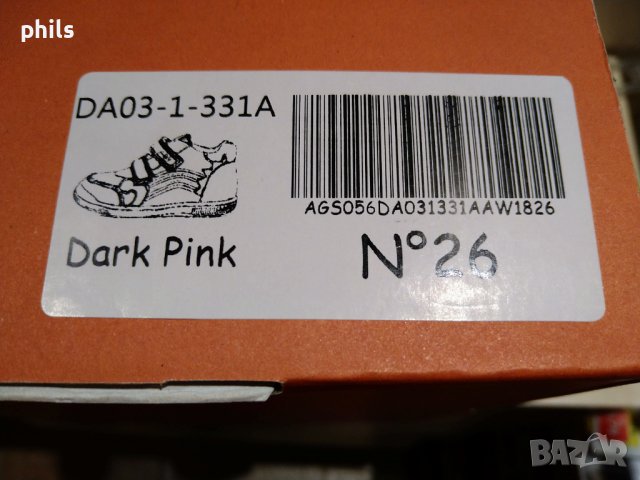 phils
DA03-1-331A
AGS056DA031331AAW1826
Dark Pink
N°26
BAZAR